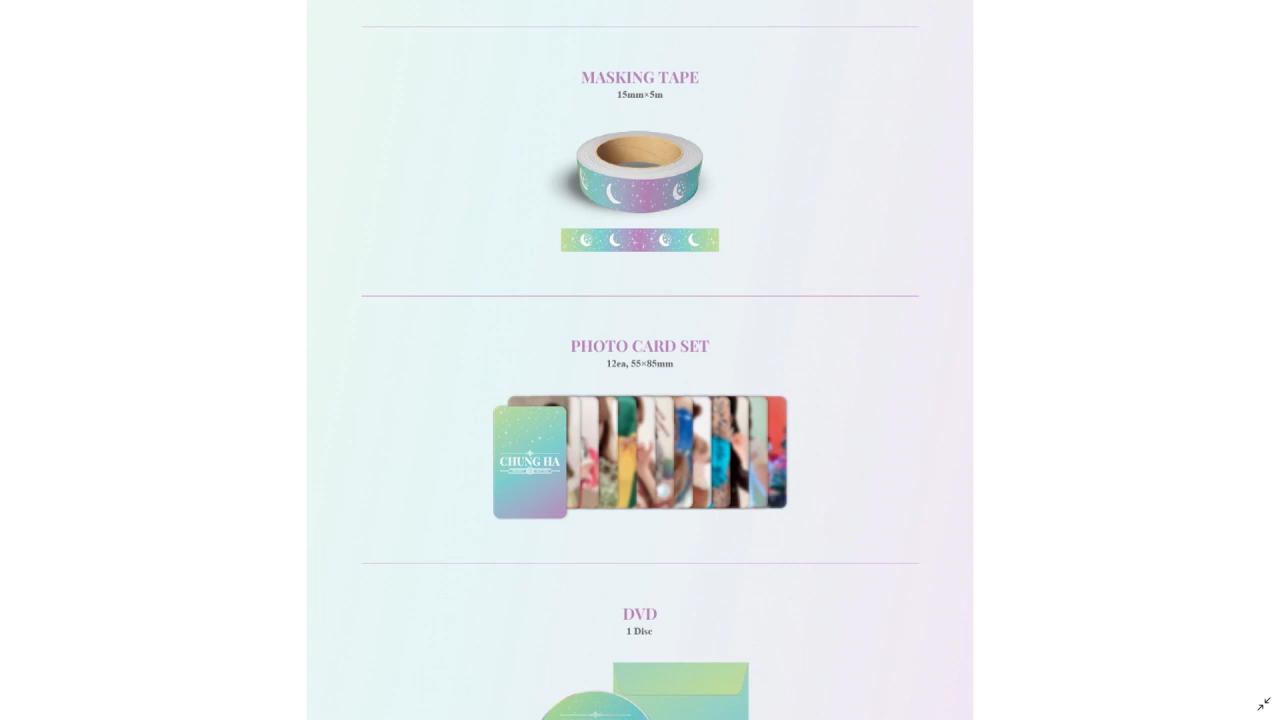 MASKING TAPE
15mm×5m
PHOTO CARD SET
12ea, 55×85mm
CHUNG HA
DVD
1 Disc